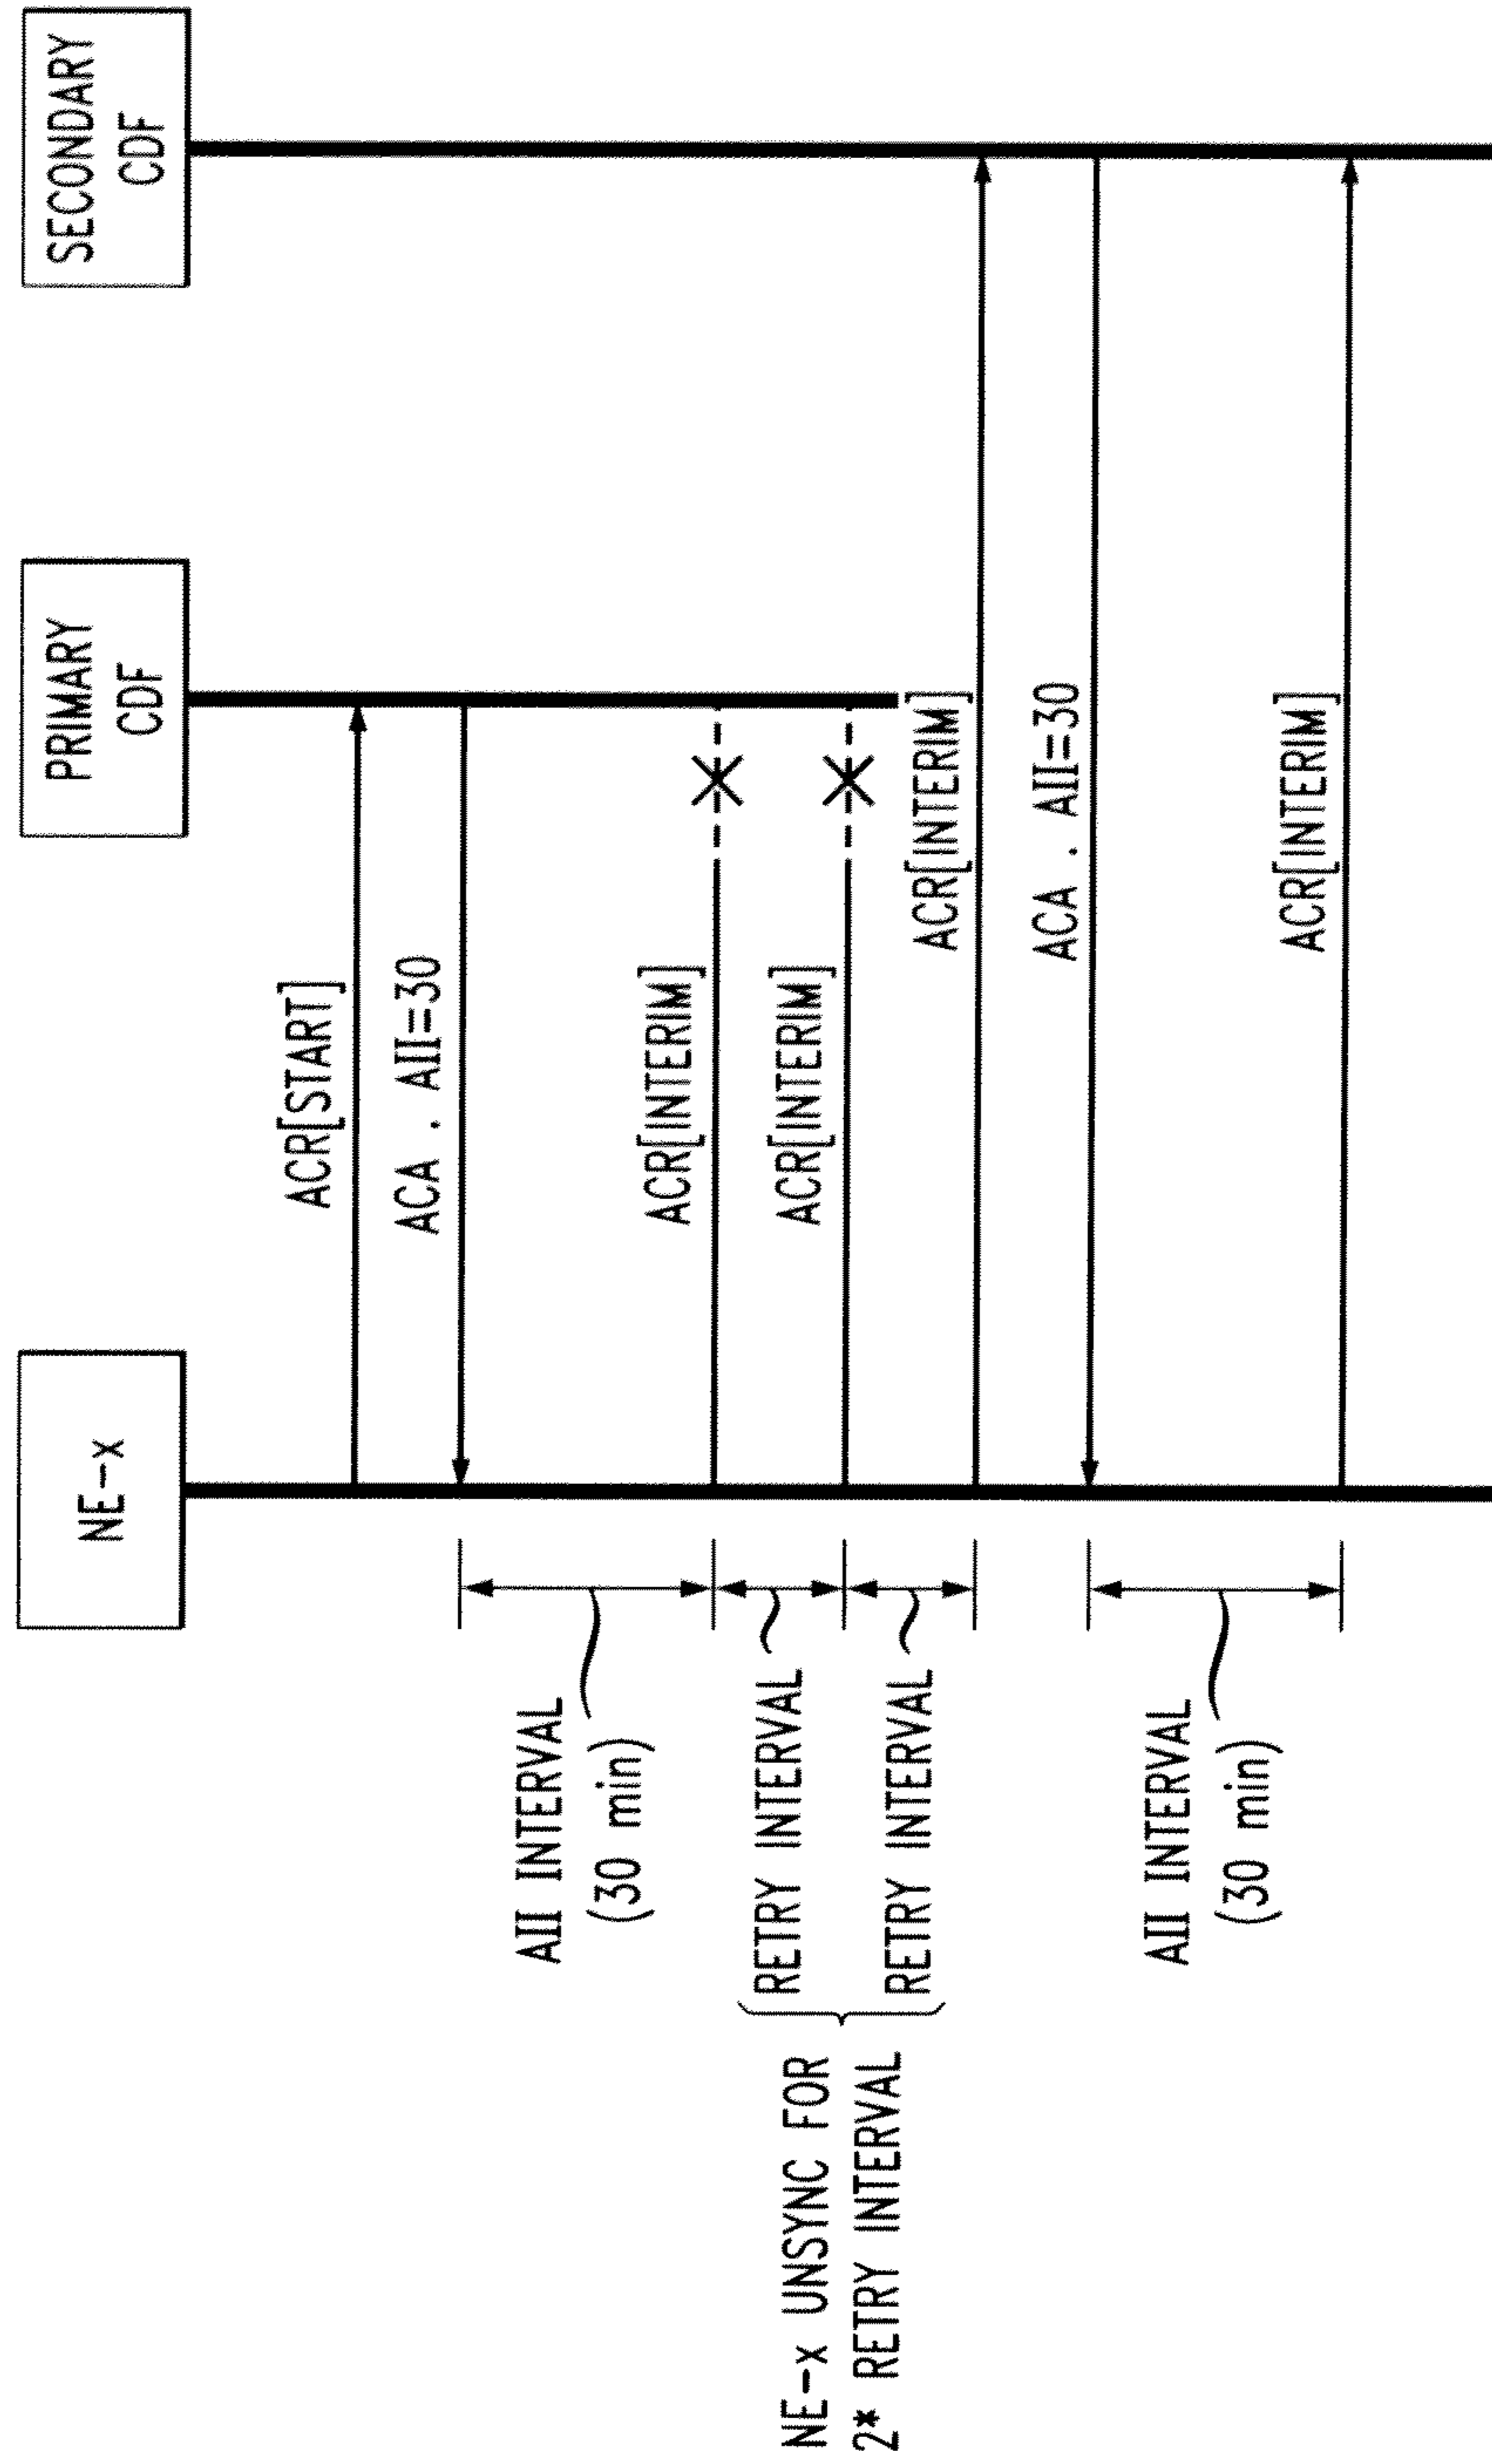 NE-x
PRIMARY
CDF
SECONDARY
CDF
ACR[START]
ACA . AII=30
AII INTERVAL
(30 min)
ACR[INTERIM]
RETRY INTERVAL
ACR[INTERIM]
RETRY INTERVAL
NE-x UNSYNC FOR
2* RETRY INTERVAL
ACR[INTERIM]
ACA . AII=30
AII INTERVAL
(30 min)
ACR[INTERIM]